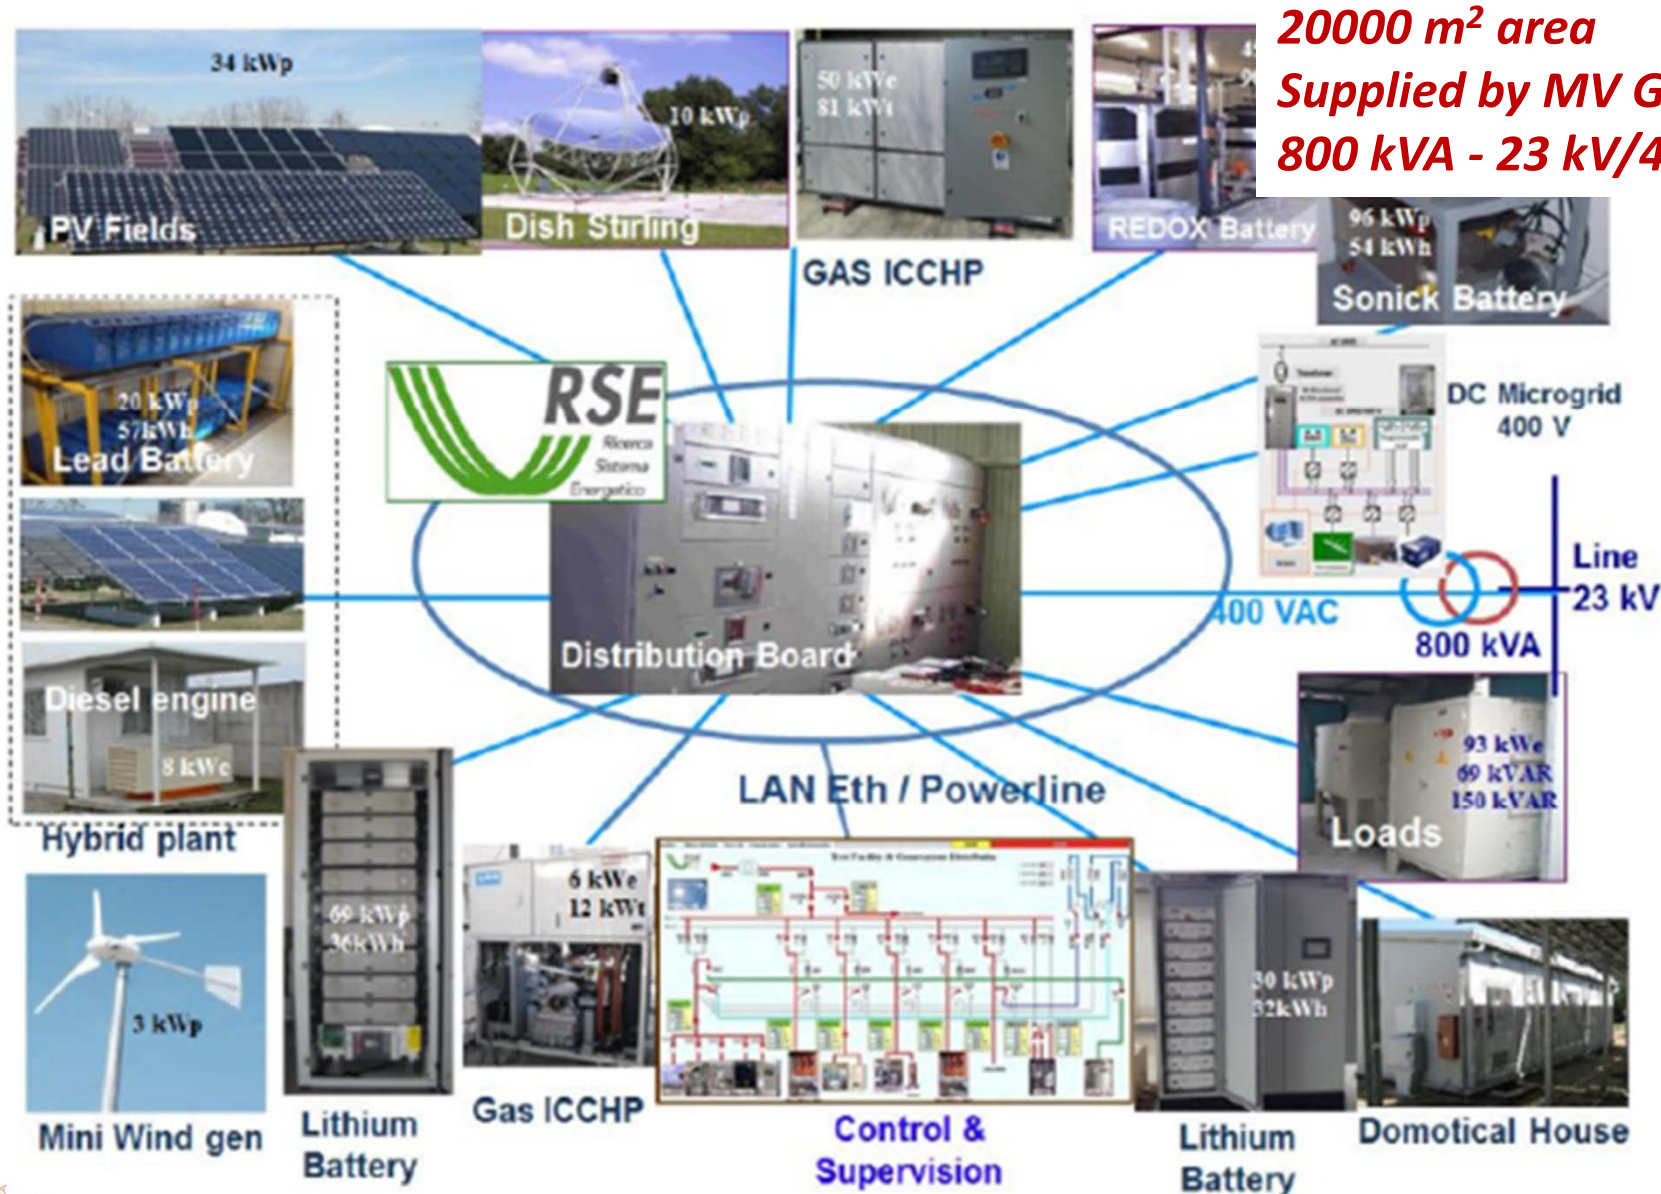 20000 m² area
Supplied by MV G
800 kVA - 23 kV/4
34 kWp
PV Fields
10 kWp
Dish Stirling
50 kWe
81 kWt
GAS ICCHP
REDOX Battery
96 kWp
54 kWh
Sonick Battery
20 kWp
57kWh
Lead Battery
RSE
Ricerca
Sistema
Energetico
DC Microgrid
400 V
Line
23 kV
400 VAC
800 kVA
Distribution Board
Diesel engine
8 kWe
Hybrid plant
LAN Eth / Powerline
93 kWe
69 kVAR
150 kVAR
Loads
3 kWp
Mini Wind gen
69 kWp
36kWh
Lithium
Battery
6 kWe
12 kWt
Gas ICCHP
Control &
Supervision
30 kWp
32kWh
Lithium
Battery
Domotical House